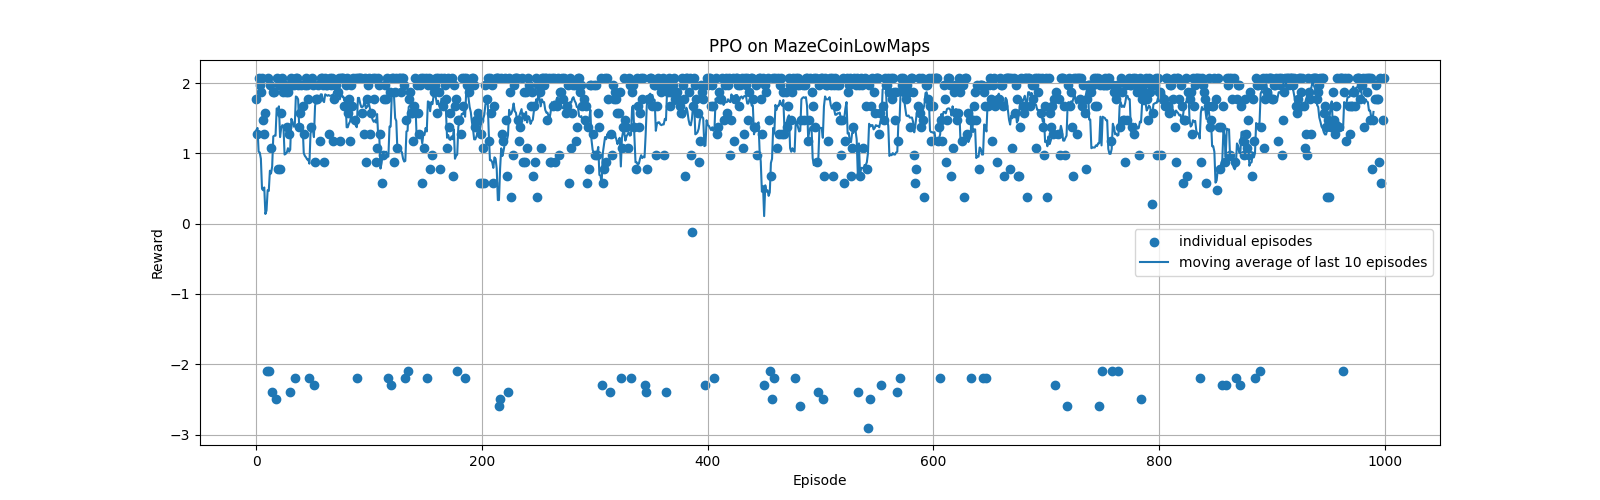 PPO on MazeCoinLowMaps
2
1
0
−1
−2
−3
Reward
individual episodes
moving average of last 10 episodes
0
200
400
600
800
1000
Episode